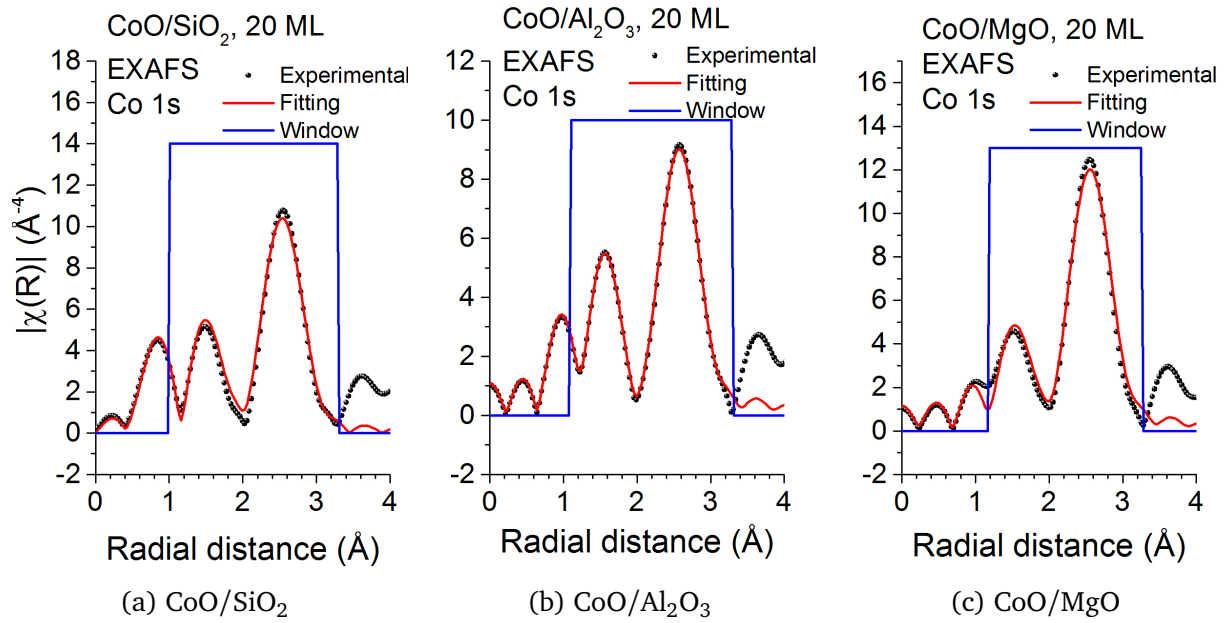 CoO/SiO₂, 20 ML
EXAFS
Co 1s
Experimental
Fitting
Window
18
16
14
12
10
8
6
4
2
0
-2
|χ(R)| (Å⁻⁴)
0 1 2 3 4
Radial distance (Å)
(a) CoO/SiO₂
CoO/Al₂O₃, 20 ML
EXAFS
Co 1s
Experimental
Fitting
Window
12
10
8
6
4
2
0
-2
0 1 2 3 4
Radial distance (Å)
(b) CoO/Al₂O₃
CoO/MgO, 20 ML
EXAFS
Co 1s
Experimental
Fitting
Window
16
14
12
10
8
6
4
2
0
-2
0 1 2 3 4
Radial distance (Å)
(c) CoO/MgO